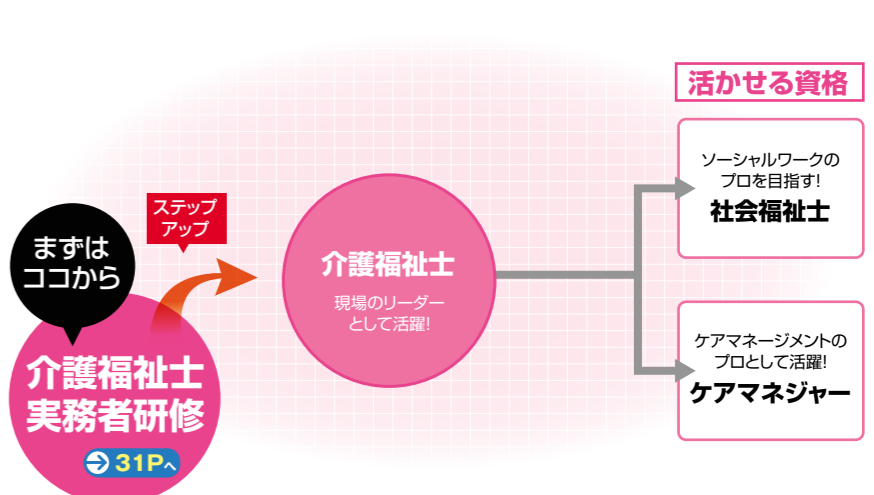 まずは
ココから
介護福祉士
実務者研修
31Pへ
ステップ
アップ
介護福祉士
現場のリーダー
として活躍!
活かせる資格
ソーシャルワークの
プロを目指す!
社会福祉士
ケアマネージメントの
プロとして活躍!
ケアマネジャー